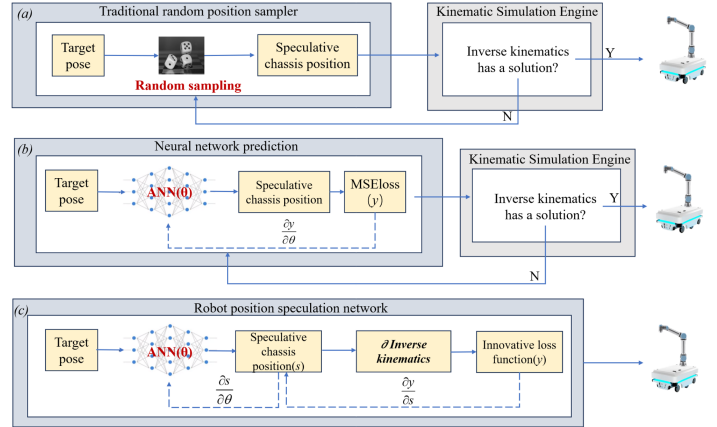 (a)
Traditional random position sampler
Target
pose
Random sampling
Speculative
chassis position
Kinematic Simulation Engine
Inverse kinematics
has a solution?
Y
N
(b)
Neural network prediction
Target
pose
ANN(θ)
Speculative
chassis position
MSEloss
(y)
∂y
∂θ
Kinematic Simulation Engine
Inverse kinematics
has a solution?
Y
N
(c)
Robot position speculation network
Target
pose
ANN(θ)
Speculative
chassis
position(s)
∂ Inverse
kinematics
Innovative loss
function(y)
∂s
∂θ
∂y
∂s